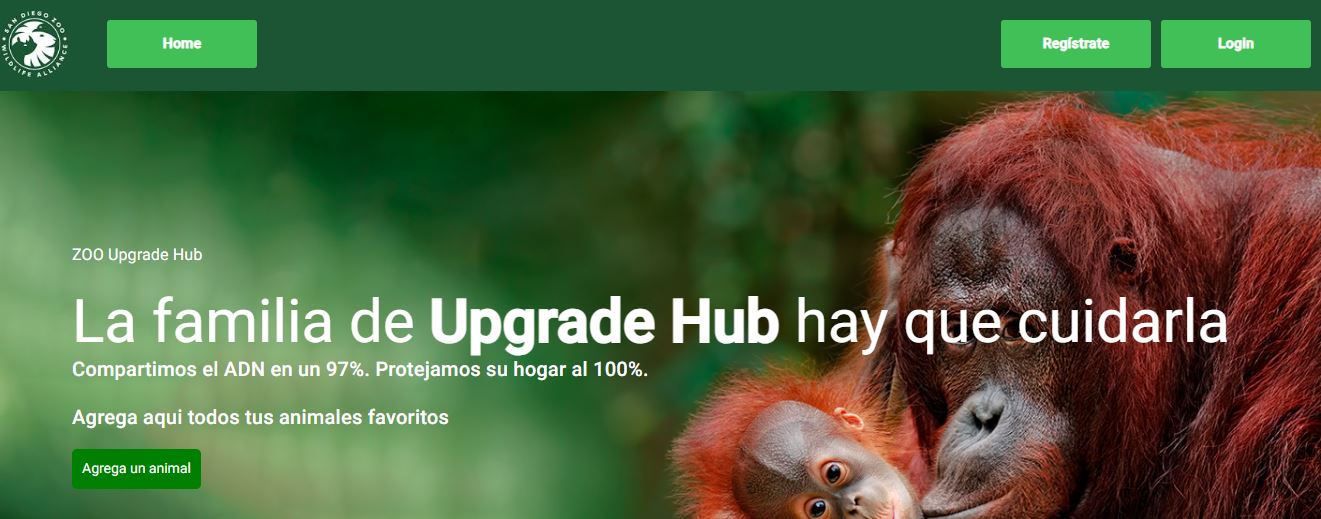 SAN DIEGO ZOO
WILDLIFE ALLIANCE
Home
Regístrate
Login
ZOO Upgrade Hub
La familia de Upgrade Hub hay que cuidarla
Compartimos el ADN en un 97%. Protejamos su hogar al 100%.
Agrega aqui todos tus animales favoritos
Agrega un animal